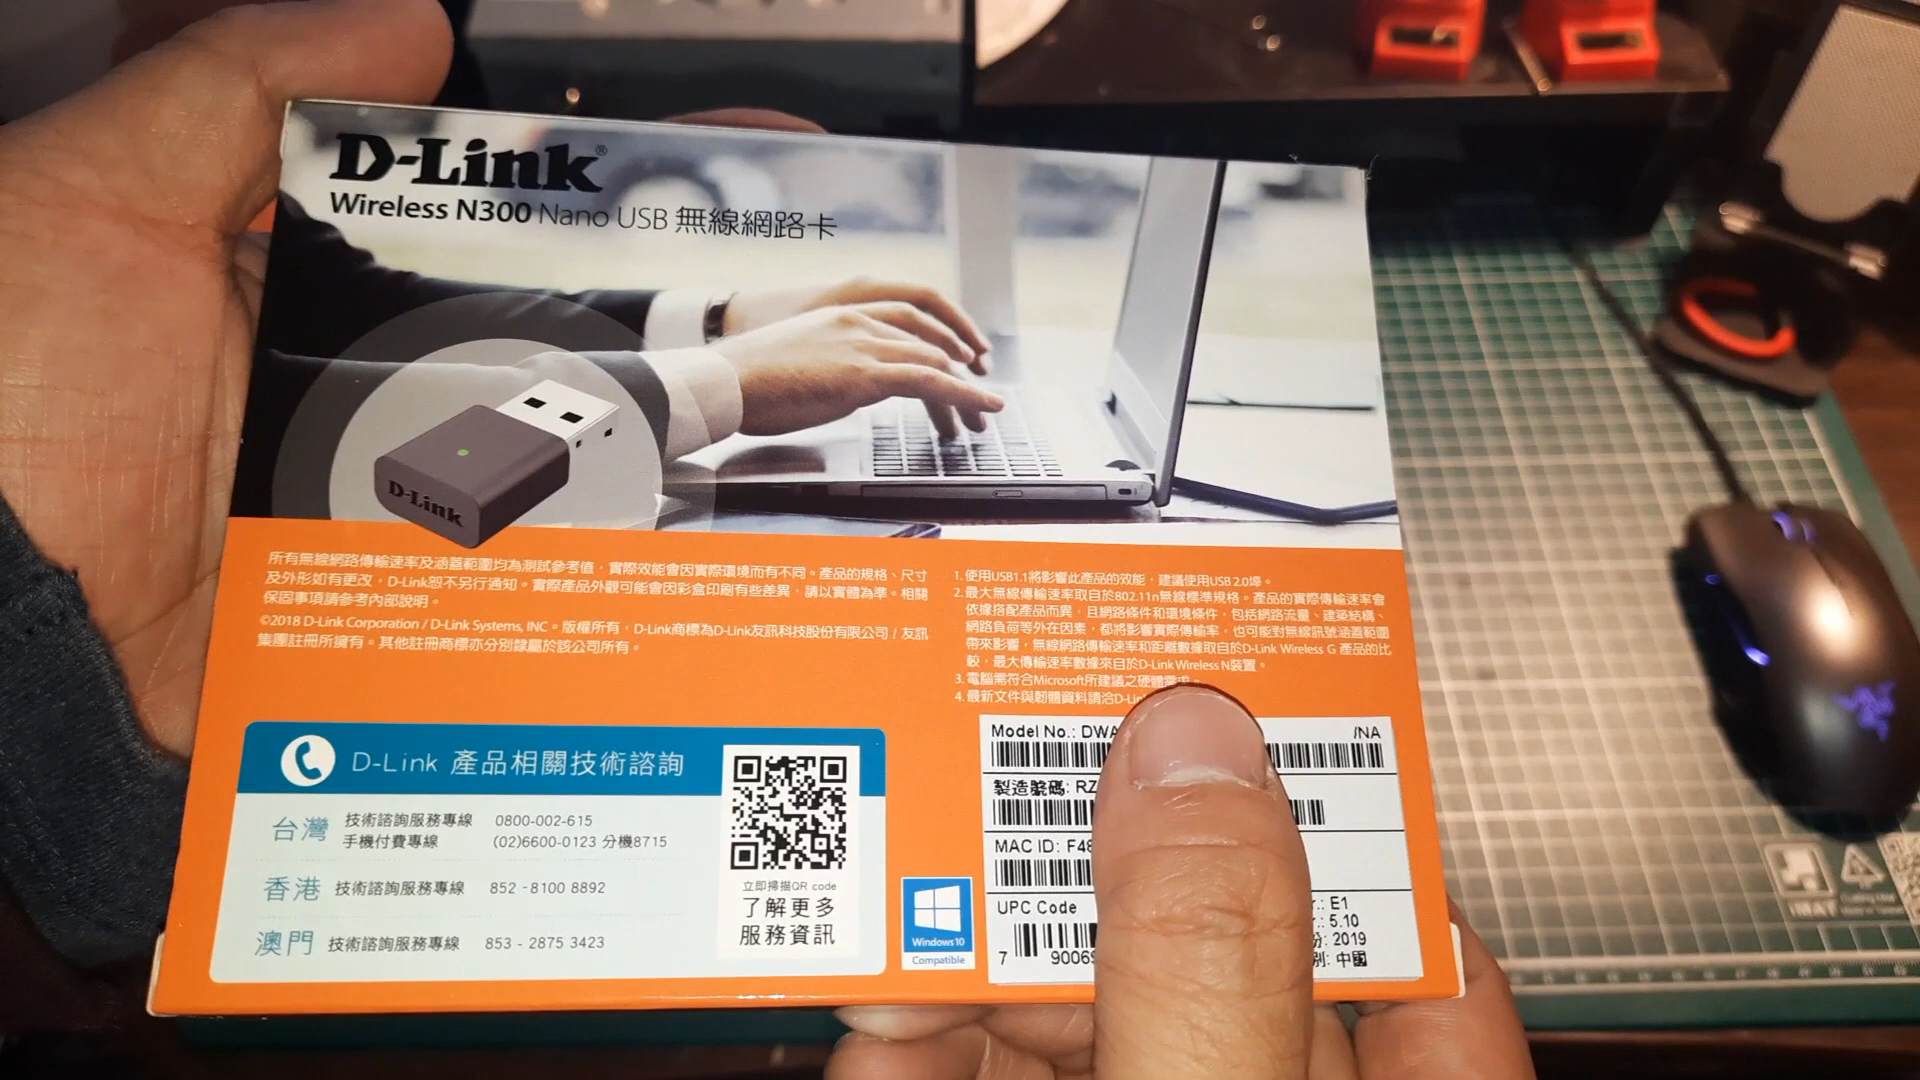 D-Link®
Wireless N300 Nano USB 無線網路卡
D-Link
所有無線網路傳輸速率及涵蓋範圍均為測試參考值，實際效能會因實際環境而有不同。產品的規格、尺寸
及外形如有更改，D-Link恕不另行通知。實際產品外觀可能會因彩盒印刷有些差異，請以實體為準。相關
保固事項請參考內部說明。
©2018 D-Link Corporation / D-Link Systems, INC。版權所有，D-Link商標為D-Link友訊科技股份有限公司 / 友訊
集團註冊所擁有。其他註冊商標亦分別隸屬於該公司所有。
1. 使用USB1.1將影響此產品的效能，建議使用USB 2.0埠。
2. 最大無線傳輸速率取自於802.11n無線標準規格。產品的實際傳輸速率會
依據搭配產品而異，且網路條件和環境條件，包括網路流量、建築結構、
網路負荷等外在因素，都將影響實際傳輸率，也可能對無線訊號涵蓋範圍
帶來影響，無線網路傳輸速率和距離數據取自於D-Link Wireless G 產品的比
較，最大傳輸速率數據來自於D-Link Wireless N裝置。
3. 電腦需符合Microsoft所建議之硬體需求。
4. 最新文件與韌體資料請洽D-Lin
D-Link 產品相關技術諮詢
台灣 技術諮詢服務專線 0800-002-615
手機付費專線 (02)6600-0123 分機8715
香港 技術諮詢服務專線 852 -8100 8892
澳門 技術諮詢服務專線 853 - 2875 3423
立即掃描QR code
了解更多
服務資訊
Windows10
Compatible
Model No.: DWA /NA
製造號碼: RZ
MAC ID: F48
UPC Code
7 90069
.: E1
.: 5.10
: 2019
別: 中國